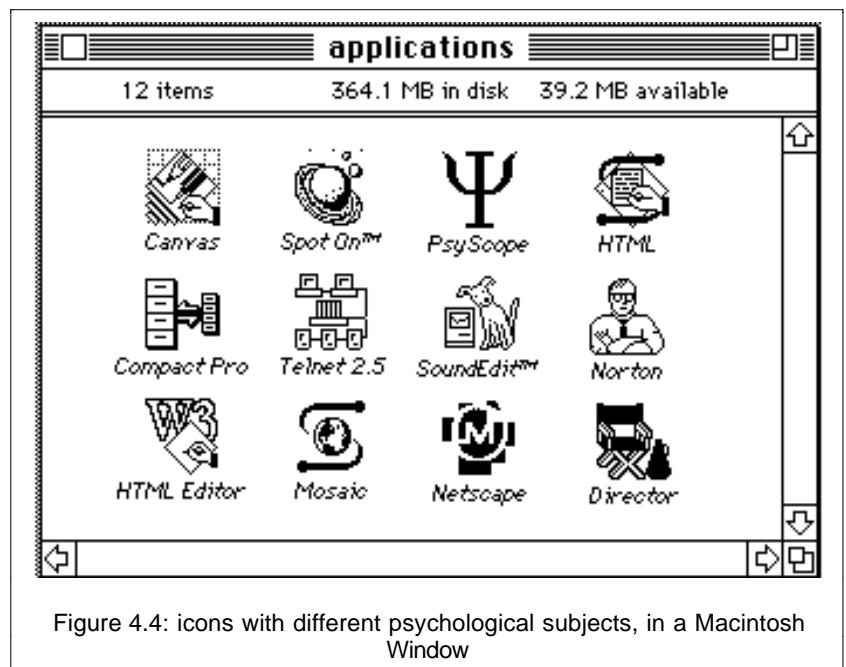 applications
12 items 364.1 MB in disk 39.2 MB available
Canvas Spot On™ PsyScope HTML
Compact Pro Telnet 2.5 SoundEdit™ Norton
W3
M
HTML Editor Mosaic Netscape Director
Figure 4.4: icons with different psychological subjects, in a Macintosh
Window